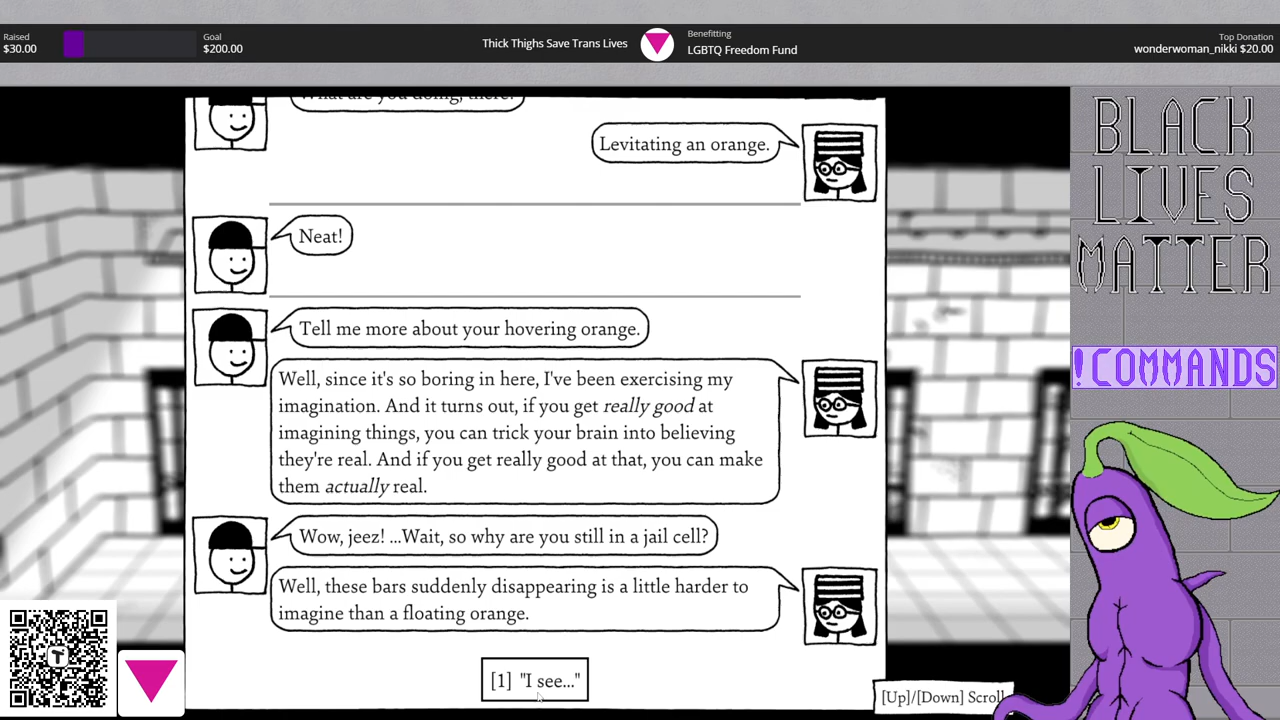 Raised
$30.00
Goal
$200.00
Thick Thighs Save Trans Lives
Benefitting
LGBTQ Freedom Fund
Top Donation
wonderwoman_nikki $20.00
What are you doing, there?
Levitating an orange.
Neat!
Tell me more about your hovering orange.
Well, since it's so boring in here, I've been exercising my
imagination. And it turns out, if you get really good at
imagining things, you can trick your brain into believing
they're real. And if you get really good at that, you can make
them actually real.
Wow, jeez! ...Wait, so why are you still in a jail cell?
Well, these bars suddenly disappearing is a little harder to
imagine than a floating orange.
[1] "I see..."
[Up]/[Down] Scroll
BLACK
LIVES
MATTER
!COMMANDS
T